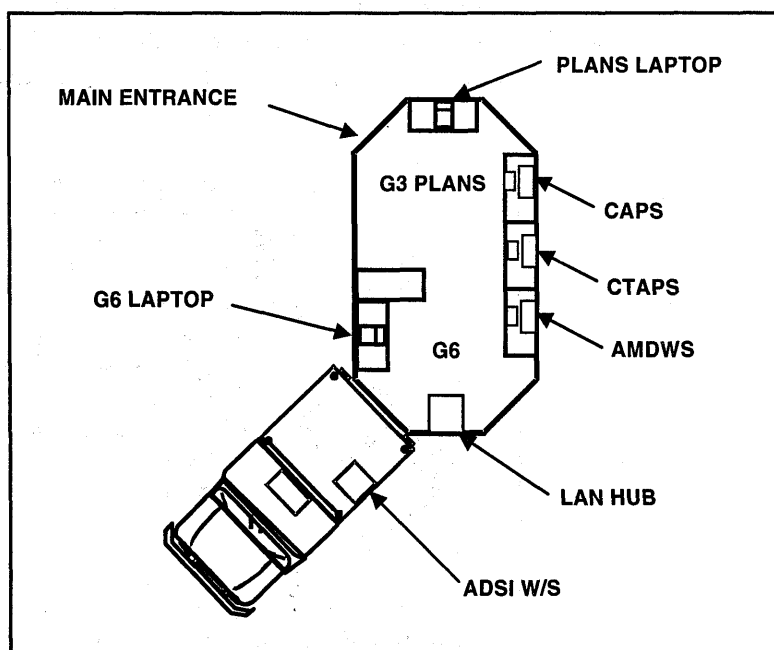 PLANS LAPTOP
MAIN ENTRANCE
G3 PLANS
CAPS
CTAPS
G6 LAPTOP
AMDWS
G6
LAN HUB
ADSI W/S